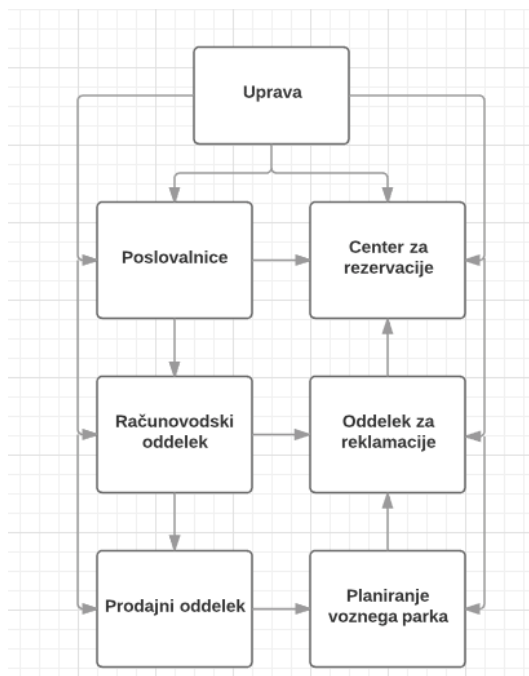 Uprava
Poslovalnice
Center za
rezervacije
Računovodski
oddelek
Oddelek za
reklamacije
Prodajni oddelek
Planiranje
voznega parka